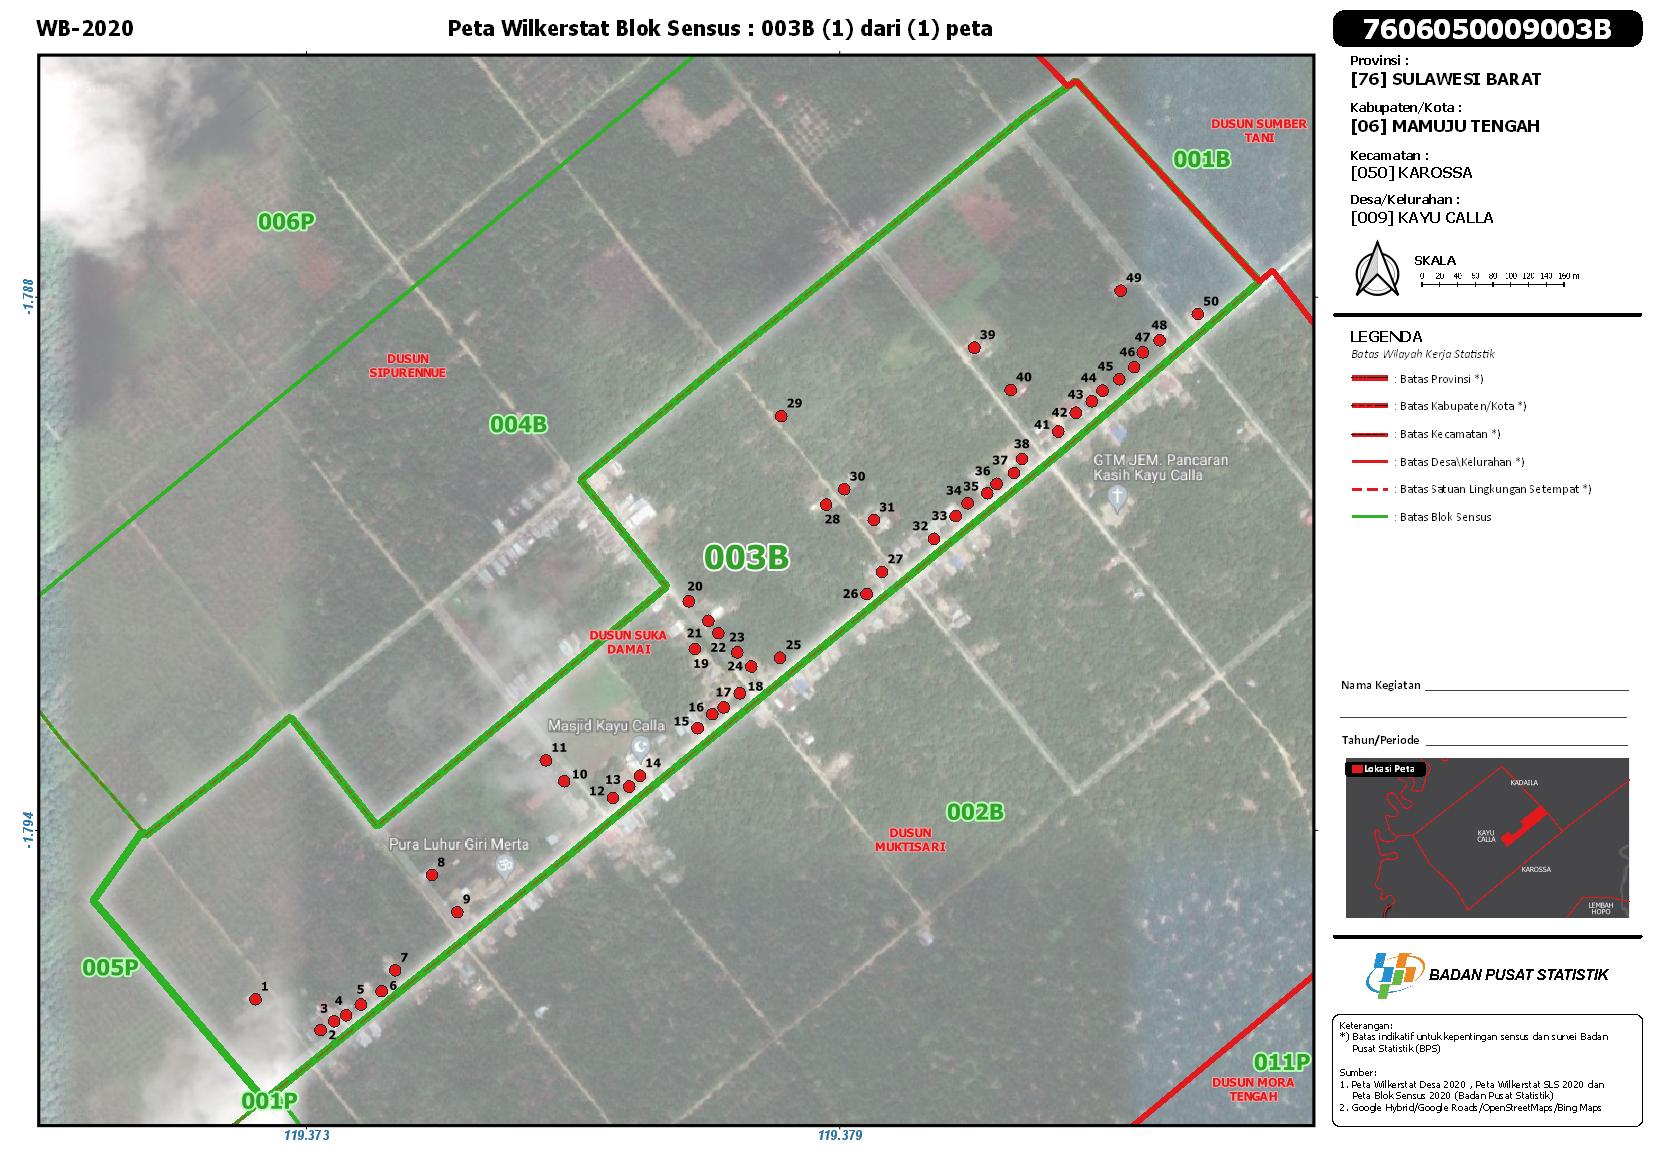 WB-2020
Peta Wilkerstat Blok Sensus : 003B (1) dari (1) peta
7606050009003B
Provinsi :
[76] SULAWESI BARAT
Kabupaten/Kota :
[06] MAMUJU TENGAH
Kecamatan :
[050] KAROSSA
Desa/Kelurahan :
[009] KAYU CALLA
SKALA
0 20 40 60 80 100 120 140 160 m
LEGENDA
Batas Wilayah Kerja Statistik
: Batas Provinsi *)
: Batas Kabupaten/Kota *)
: Batas Kecamatan *)
: Batas Desa\Kelurahan *)
: Batas Satuan Lingkungan Setempat *)
: Batas Blok Sensus
Nama Kegiatan
Tahun/Periode
Lokasi Peta
KADAILA
KAYU
CALLA
KAROSSA
LEMBAH
HOPO
BADAN PUSAT STATISTIK
Keterangan:
*) Batas indikatif untuk kepentingan sensus dan survei Badan
Pusat Statistik (BPS)
Sumber:
1. Peta Wilkerstat Desa 2020 , Peta Wilkerstat SLS 2020 dan
Peta Blok Sensus 2020 (Badan Pusat Statistik)
2. Google Hybrid/Google Roads/OpenStreetMaps/Bing Maps
DUSUN SUMBER
TANI
001B
006P
49
50
-1.788
48
47
39
46
DUSUN
SIPURENNUE
45
40
44
43
29
42
004B
41
38
GTM JEM. Pancaran
Kasih Kayu Calla
37
36
30
35
34
31
28
33
32
003B
27
20
26
DUSUN SUKA
DAMAI
21
23
22
25
19
24
18
17
16
15
Masjid Kayu Calla
11
14
10
13
12
002B
-1.794
DUSUN
MUKTISARI
Pura Luhur Giri Merta
8
9
7
005P
1
6
5
4
3
2
011P
DUSUN MORA
TENGAH
001P
119.373
119.379